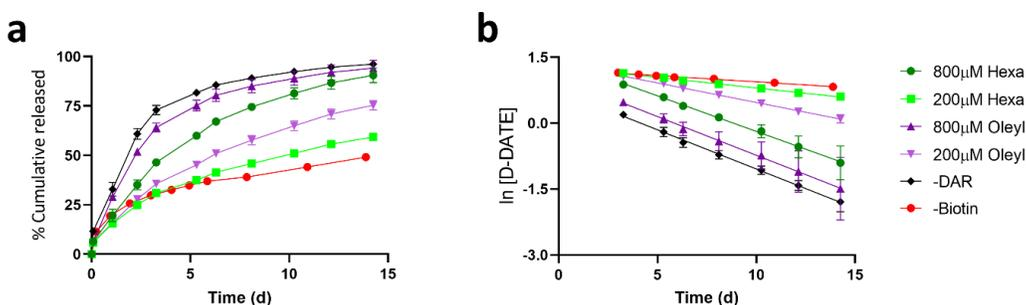 a
% Cumulative released
100
75
50
25
0
0 5 10 15
Time (d)
b
ln [D-DATE]
1.5
0.0
-1.5
-3.0
0 5 10 15
Time (d)
800μM Hexa
200μM Hexa
800μM Oleyl
200μM Oleyl
-DAR
-Biotin